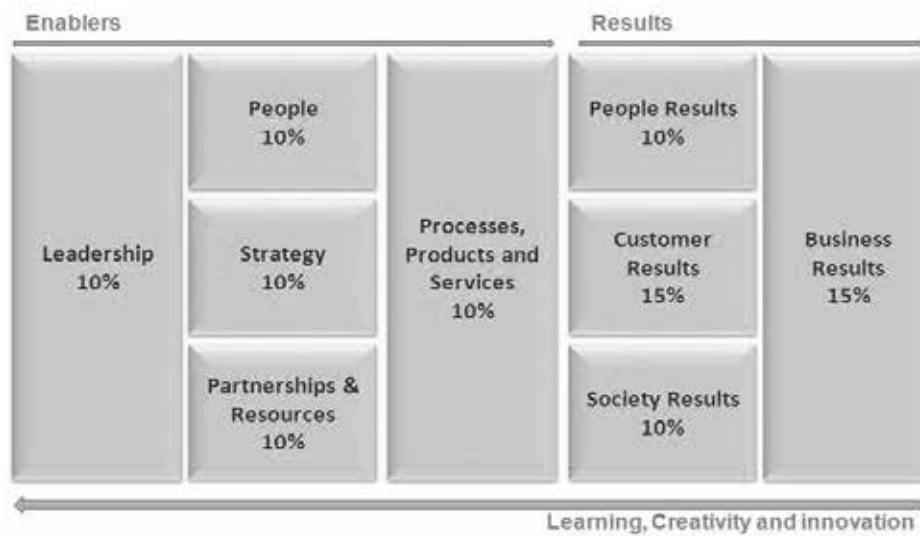 Enablers
Results
Leadership
10%
People
10%
Strategy
10%
Partnerships &
Resources
10%
Processes,
Products and
Services
10%
People Results
10%
Customer
Results
15%
Society Results
10%
Business
Results
15%
Learning, Creativity and innovation